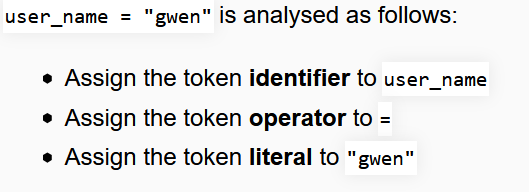 user_name = "gwen" is analysed as follows:
• Assign the token identifier to user_name
• Assign the token operator to =
• Assign the token literal to "gwen"